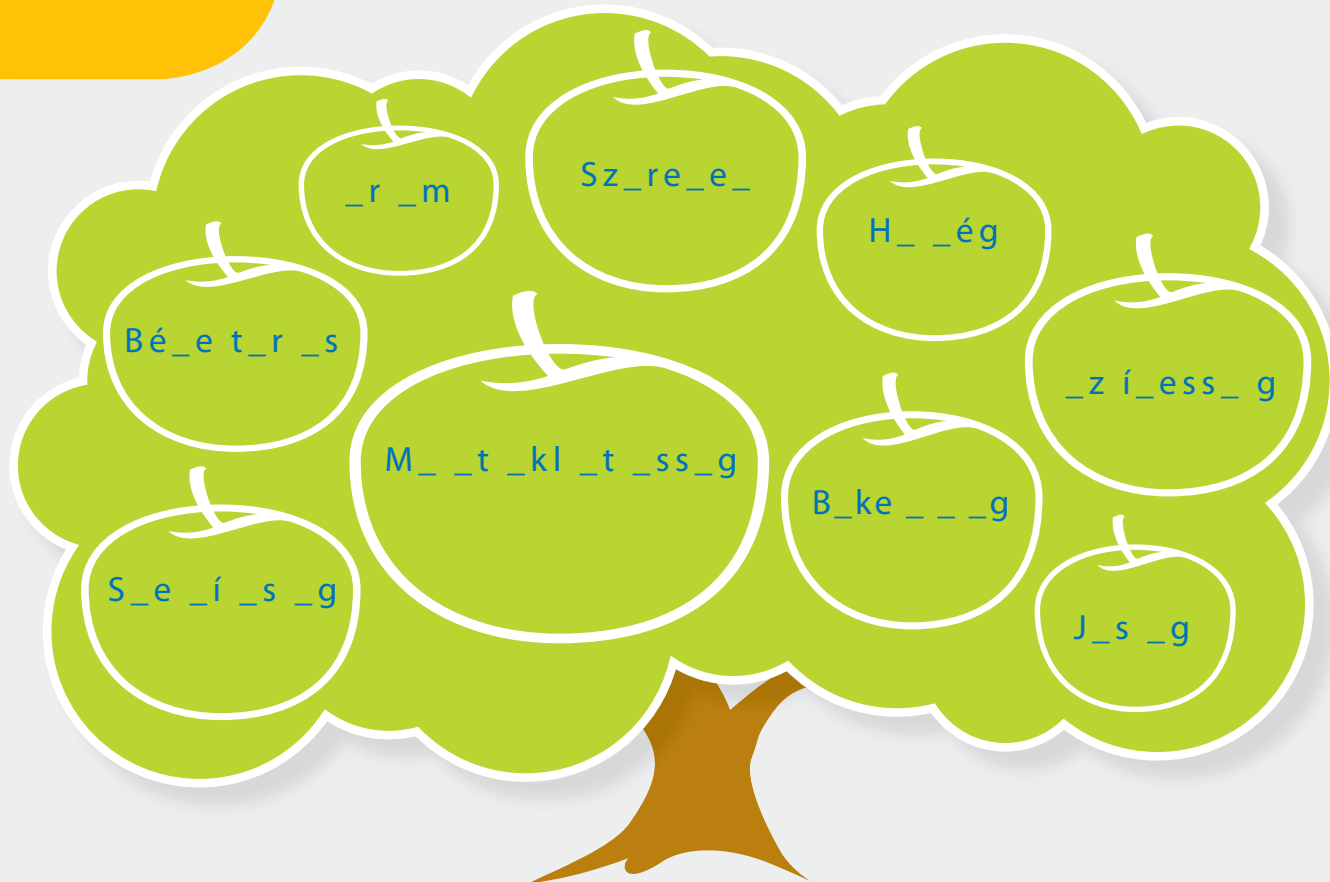 _r _m
Sz_re_e_
H_ _ég
Bé_e t_r _s
_z í_ess_ g
M_ _t _kl _t _ss_g
B_ke _ _ _g
S_e _í _s _g
J_s _g